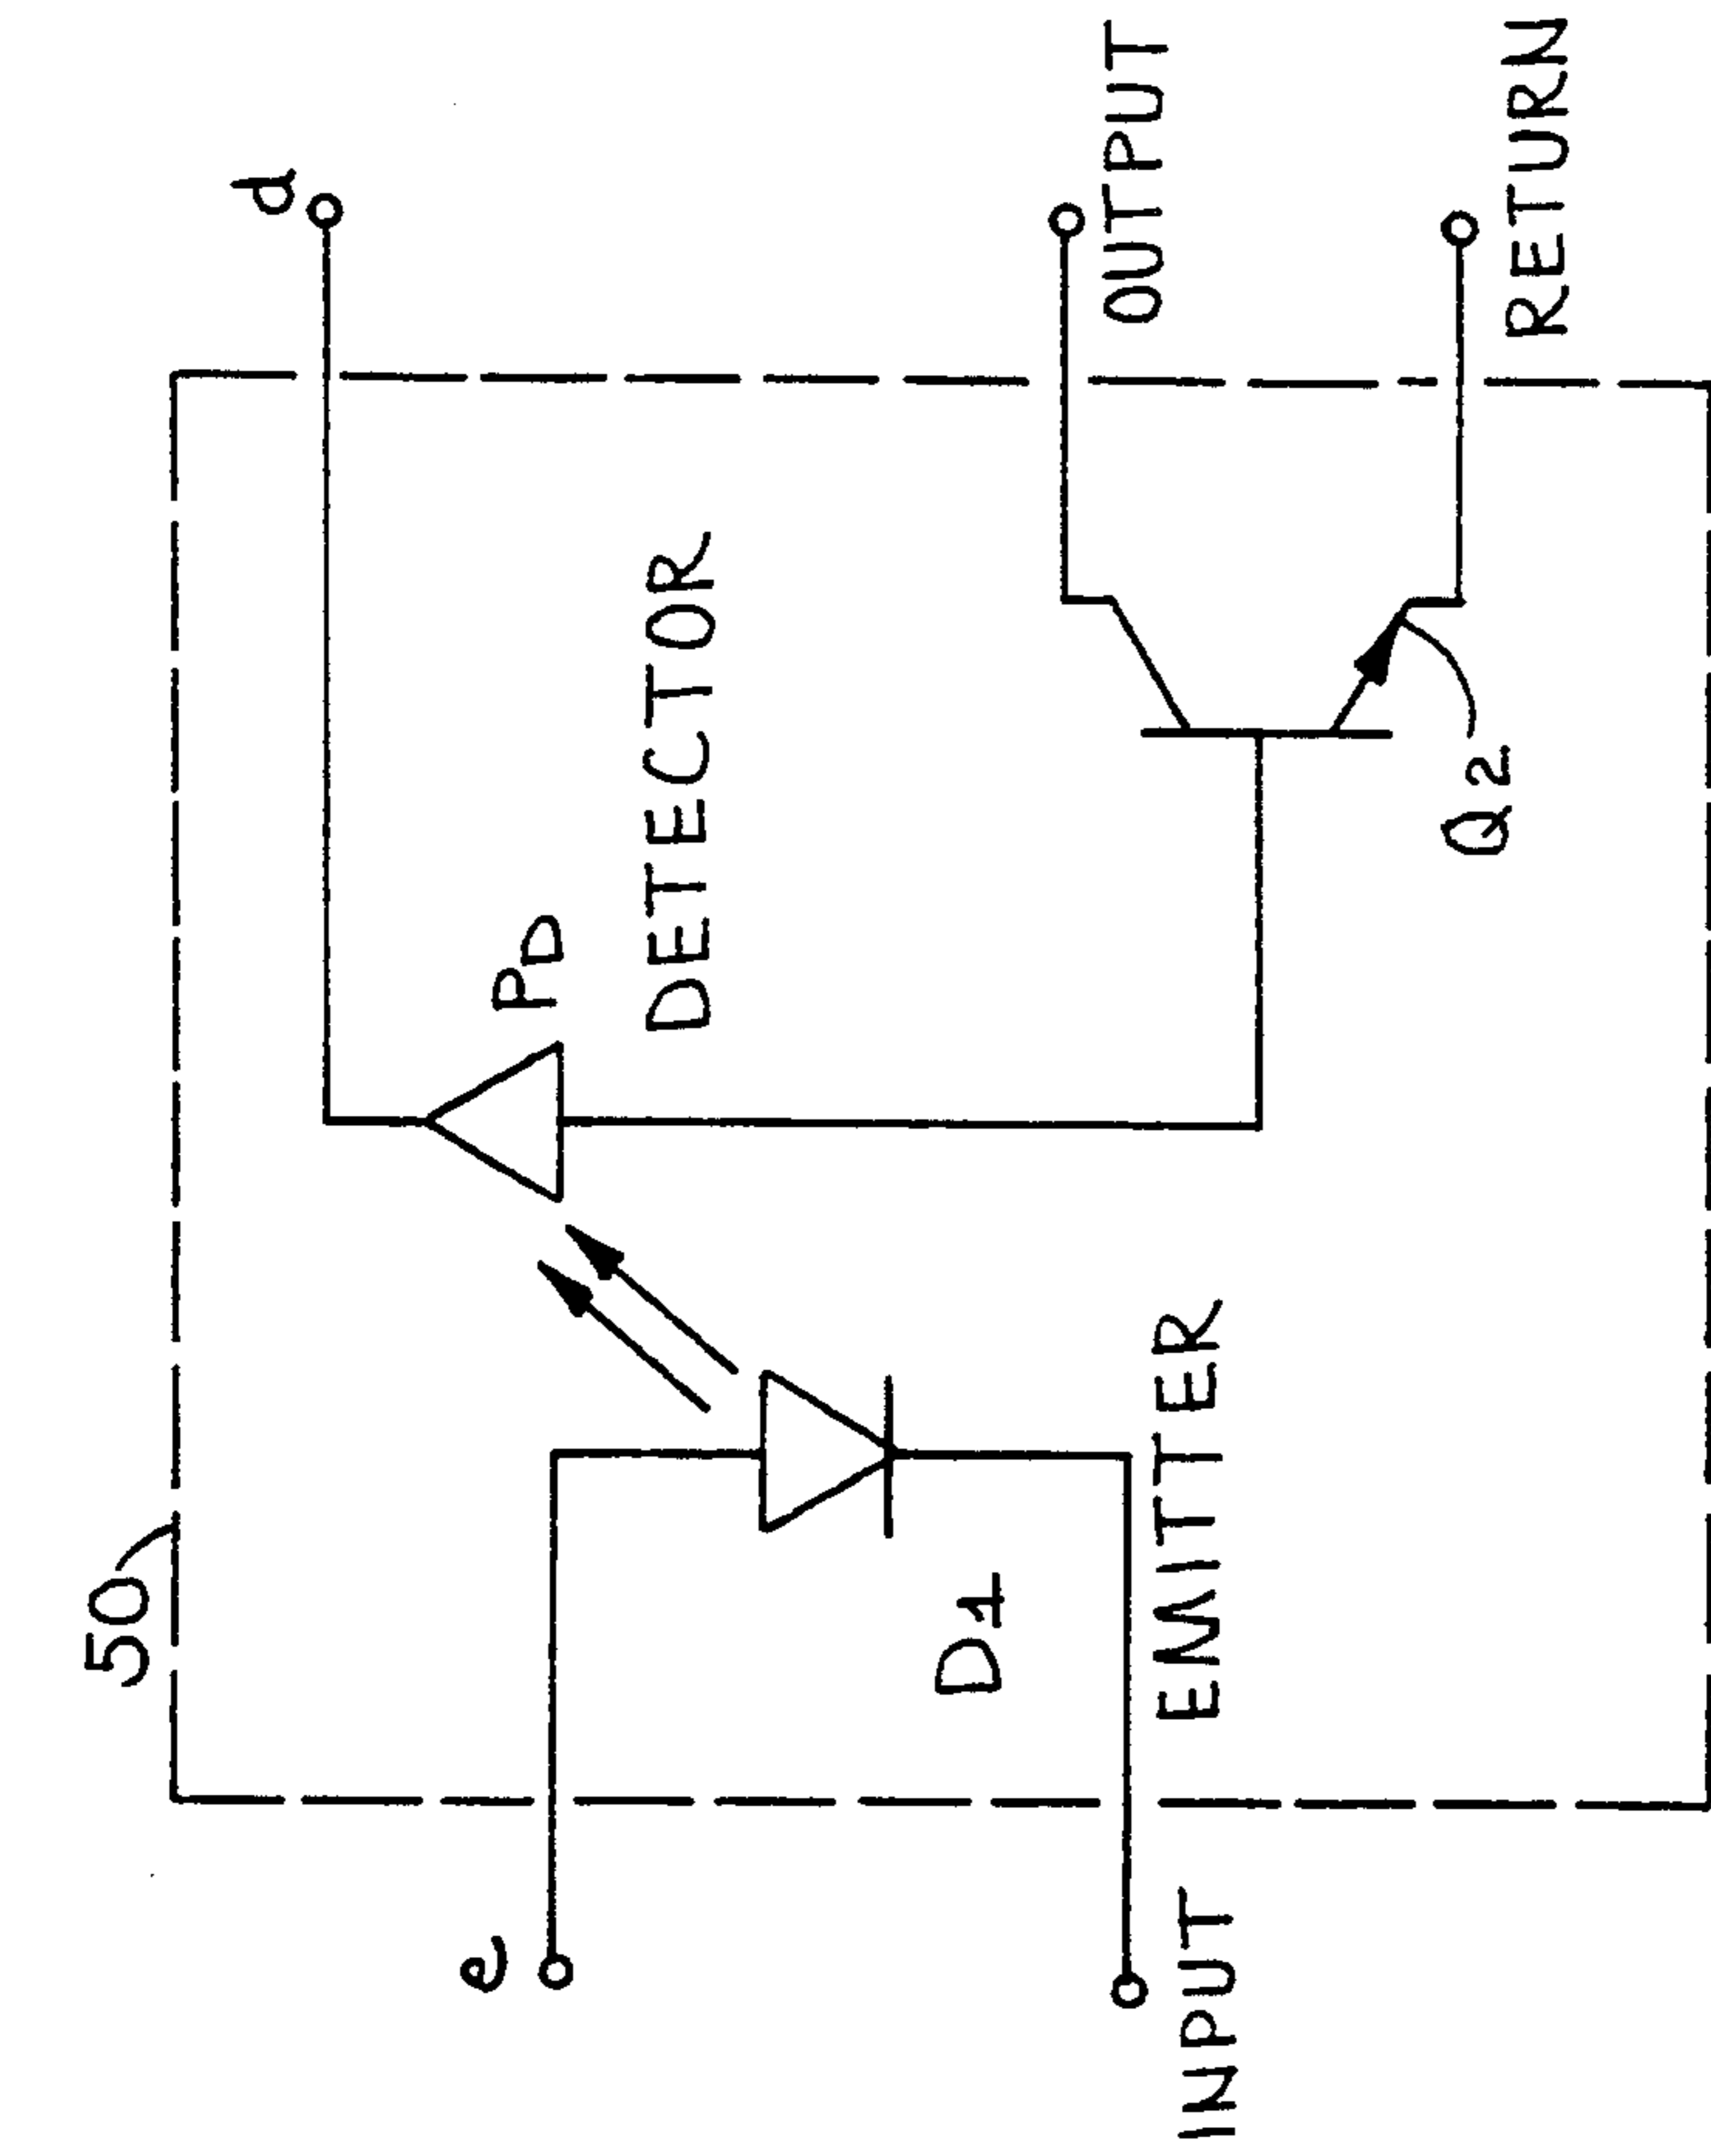 50
d
e
PD
DETECTOR
D1
EMITTER
INPUT
OUTPUT
Q2
RETURN